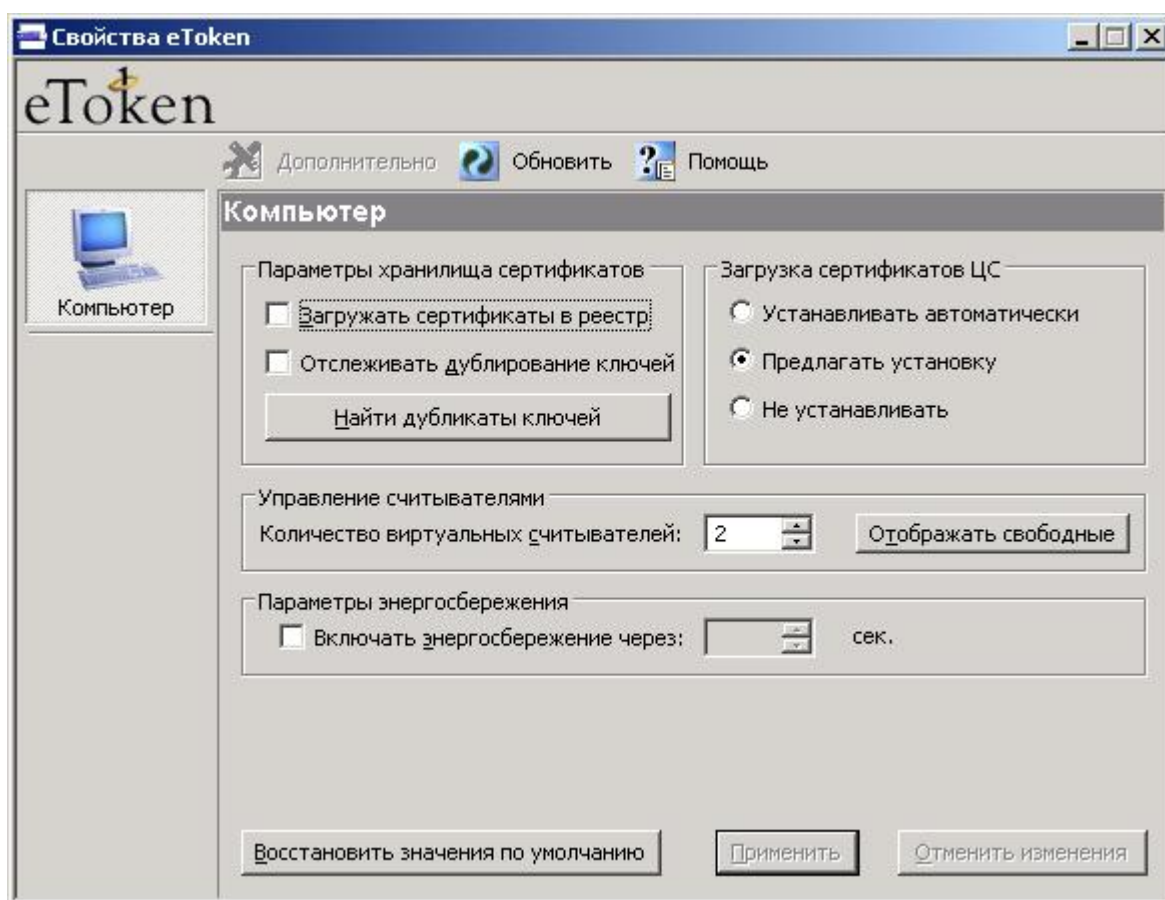 Свойства eToken
eToken
Дополнительно Обновить Помощь
Компьютер
Компьютер
Параметры хранилища сертификатов
Загружать сертификаты в реестр
Отслеживать дублирование ключей
Найти дубликаты ключей
Загрузка сертификатов ЦС
Устанавливать автоматически
Предлагать установку
Не устанавливать
Управление считывателями
Количество виртуальных считывателей: 2 Отображать свободные
Параметры энергосбережения
Включать энергосбережение через: сек.
Восстановить значения по умолчанию Применить Отменить изменения